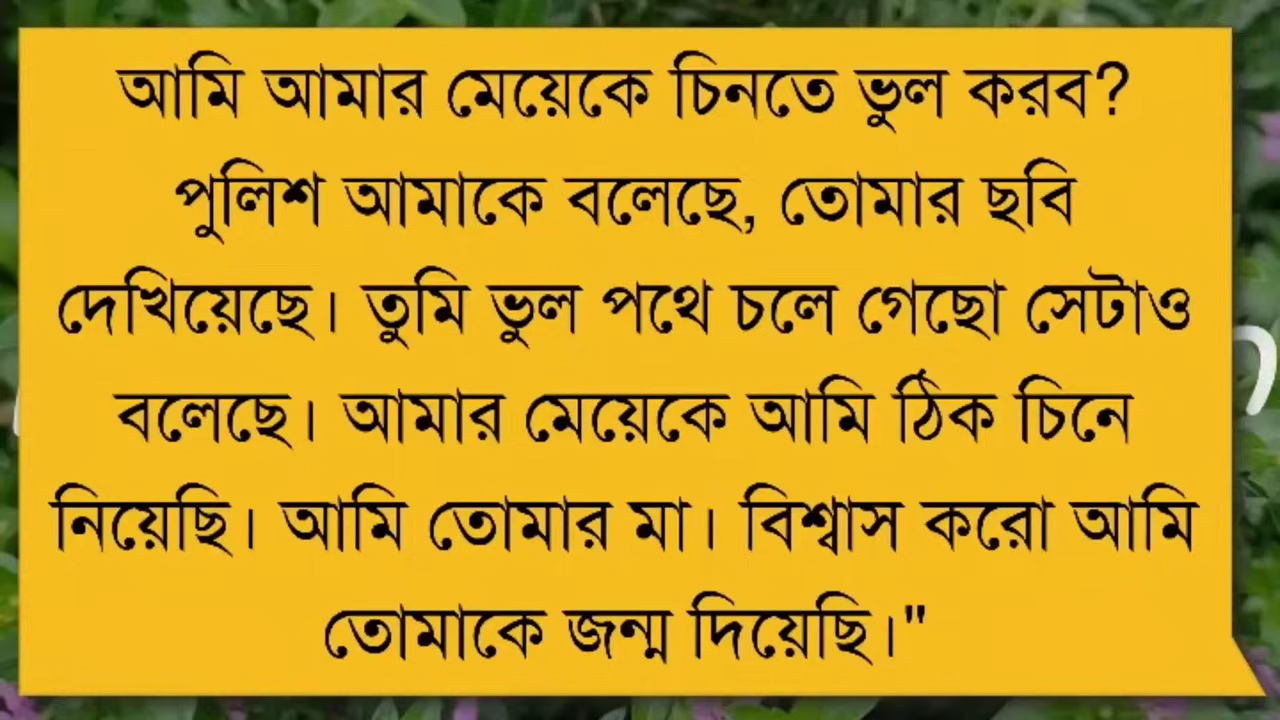 আমি আমার মেয়েকে চিনতে ভুল করব?
পুলিশ আমাকে বলেছে, তোমার ছবি
দেখিয়েছে। তুমি ভুল পথে চলে গেছো সেটাও
বলেছে। আমার মেয়েকে আমি ঠিক চিনে
নিয়েছি। আমি তোমার মা। বিশ্বাস করো আমি
তোমাকে জন্ম দিয়েছি।"